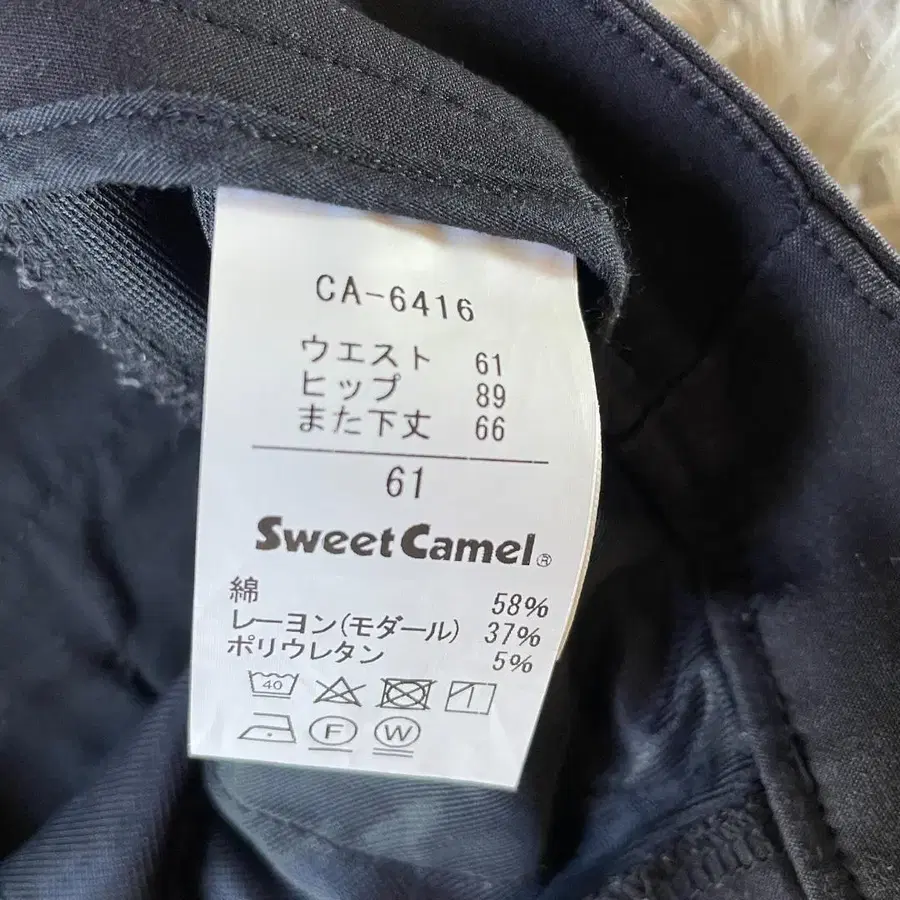 CA-6416
ウエスト 61
ヒップ 89
また下丈 66
61
SweetCamel®
綿 58%
レーヨン(モダール) 37%
ポリウレタン 5%
40
F W